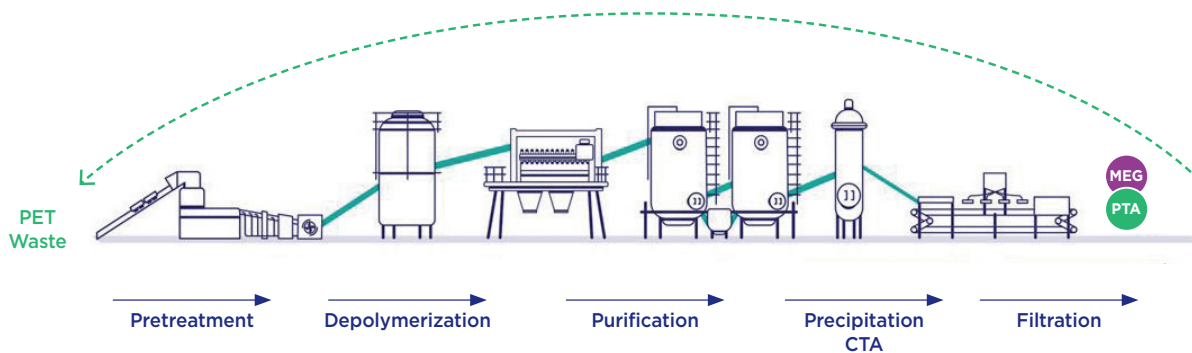 MEG
PTA
PET
Waste
Pretreatment
Depolymerization
Purification
Precipitation
CTA
Filtration